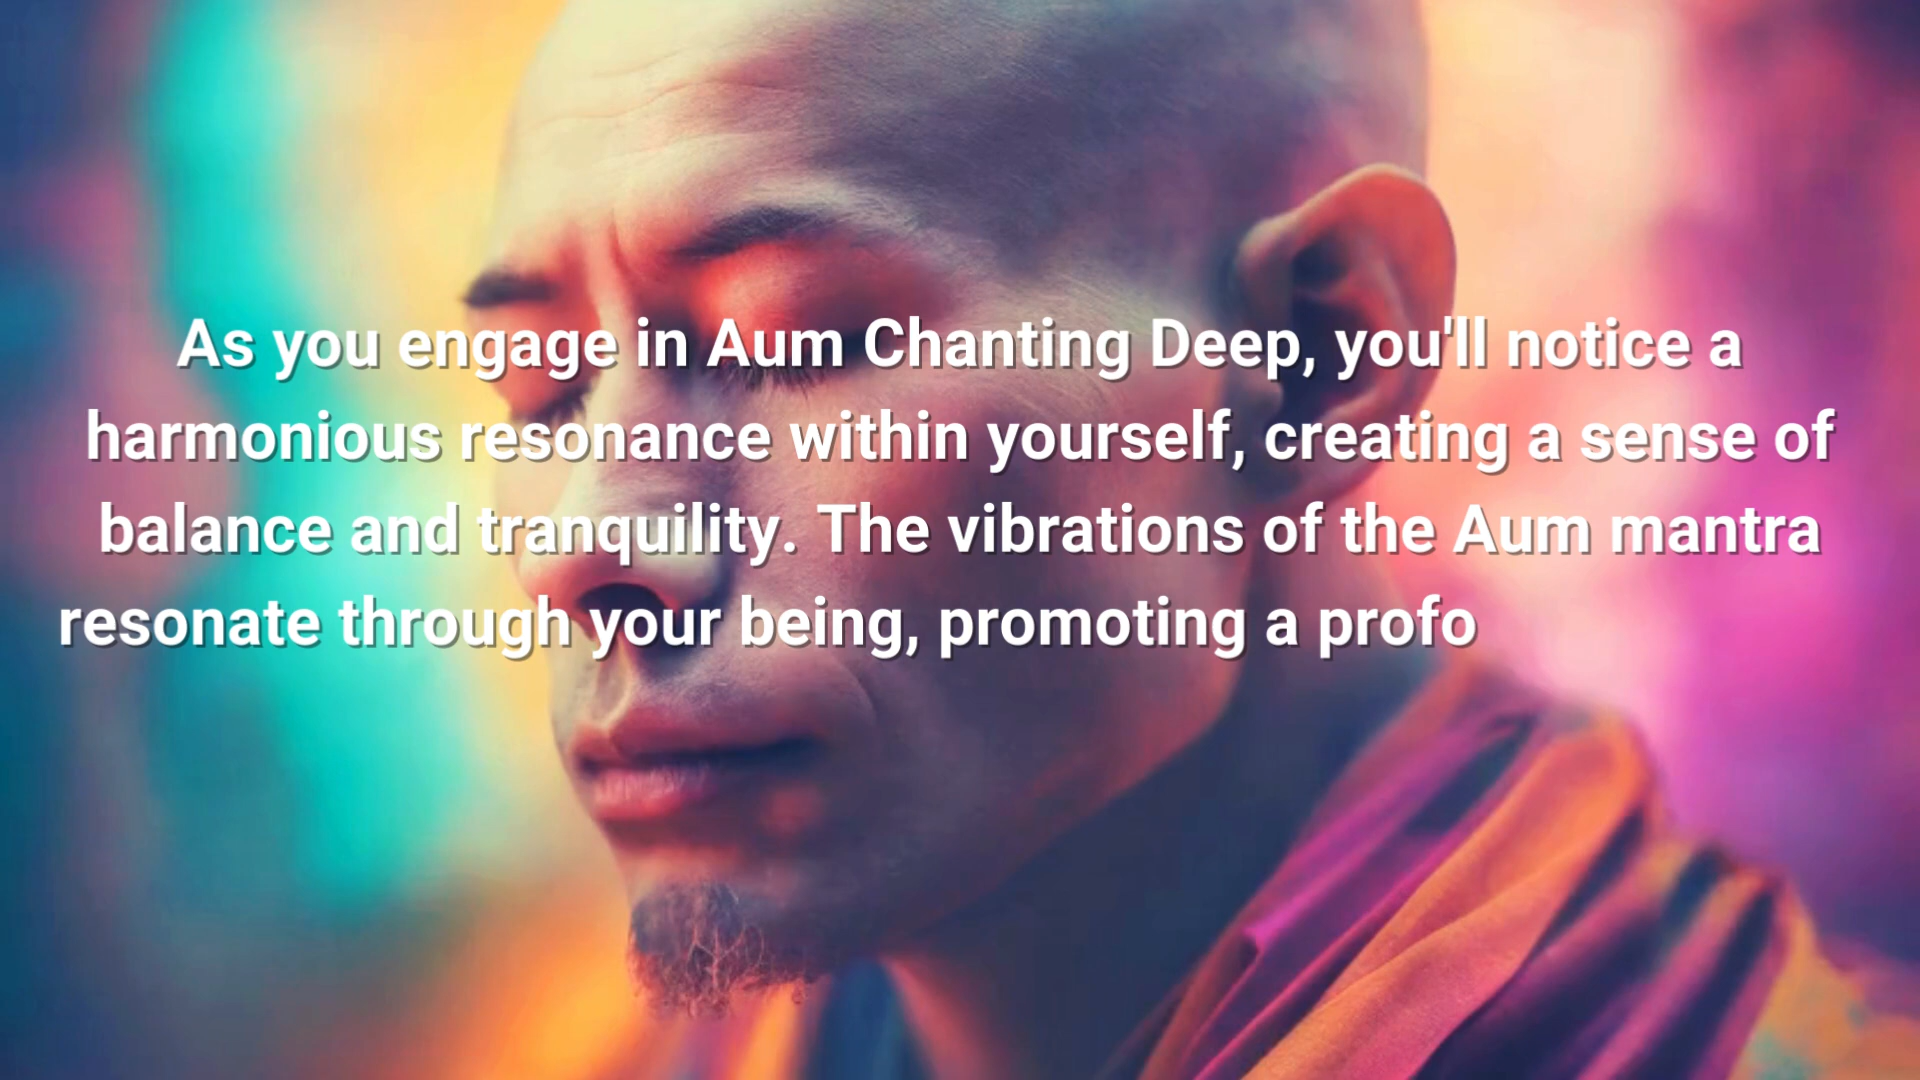 As you engage in Aum Chanting Deep, you'll notice a
harmonious resonance within yourself, creating a sense of
balance and tranquility. The vibrations of the Aum mantra
resonate through your being, promoting a profo